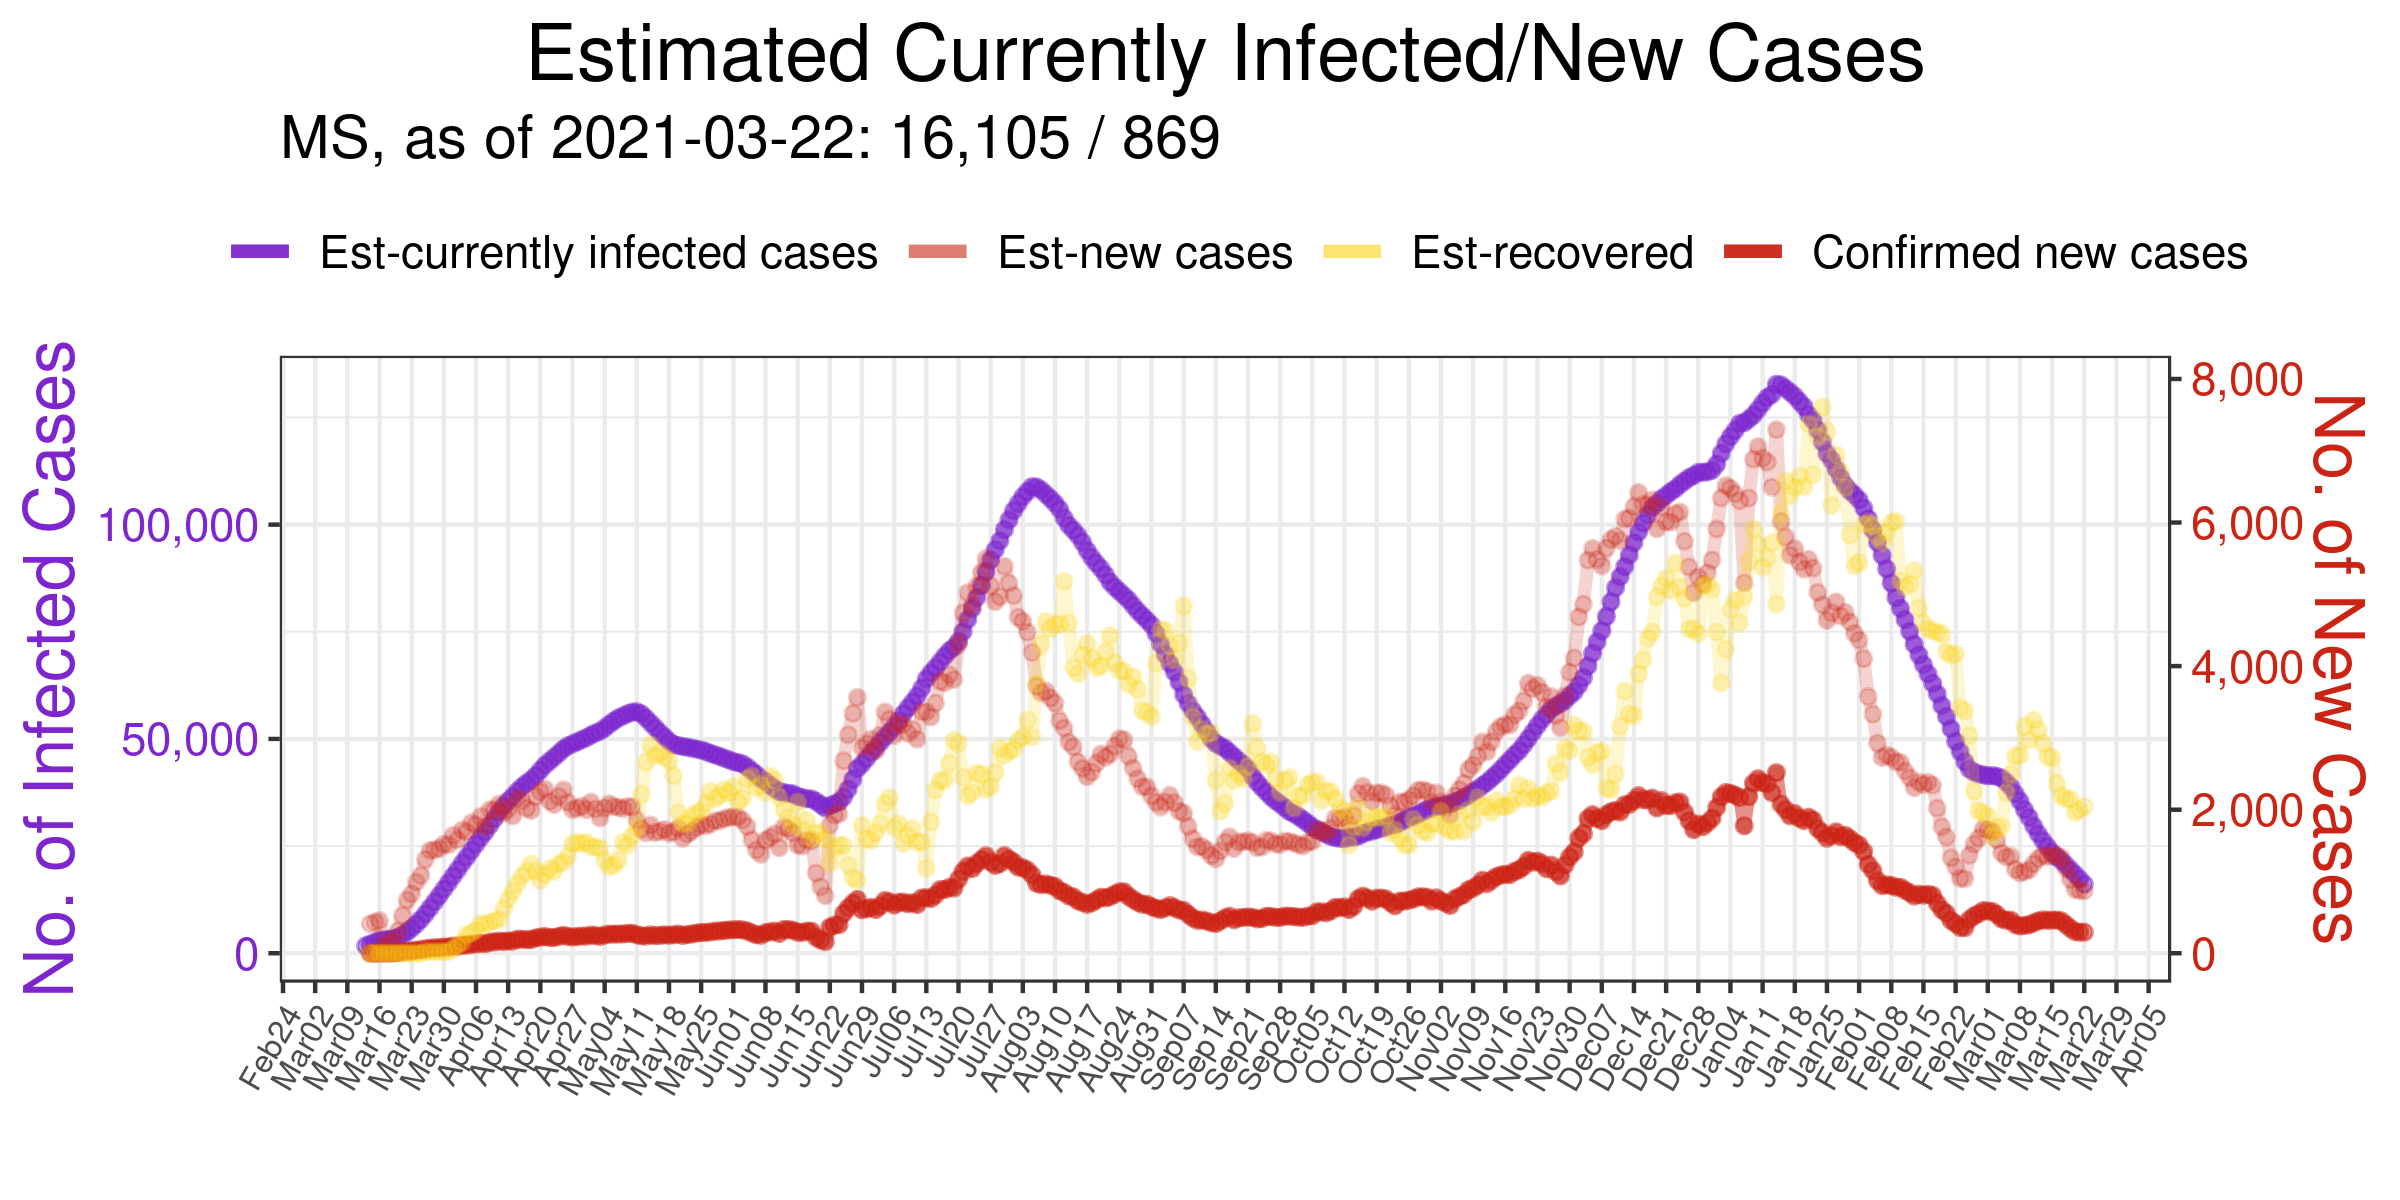 Estimated Currently Infected/New Cases
MS, as of 2021-03-22: 16,105 / 869
Est-currently infected cases Est-new cases Est-recovered Confirmed new cases
No. of Infected Cases
100,000
50,000
0
8,000
6,000
4,000
2,000
0
No. of New Cases
Feb24 Mar02 Mar09 Mar16 Mar23 Mar30 Apr06 Apr13 Apr20 Apr27 May04 May11 May18 May25 Jun01 Jun08 Jun15 Jun22 Jun29 Jul06 Jul13 Jul20 Jul27 Aug03 Aug10 Aug17 Aug24 Aug31 Sep07 Sep14 Sep21 Sep28 Oct05 Oct12 Oct19 Oct26 Nov02 Nov09 Nov16 Nov23 Nov30 Dec07 Dec14 Dec21 Dec28 Jan04 Jan11 Jan18 Jan25 Feb01 Feb08 Feb15 Feb22 Mar01 Mar08 Mar15 Mar22 Mar29 Apr05